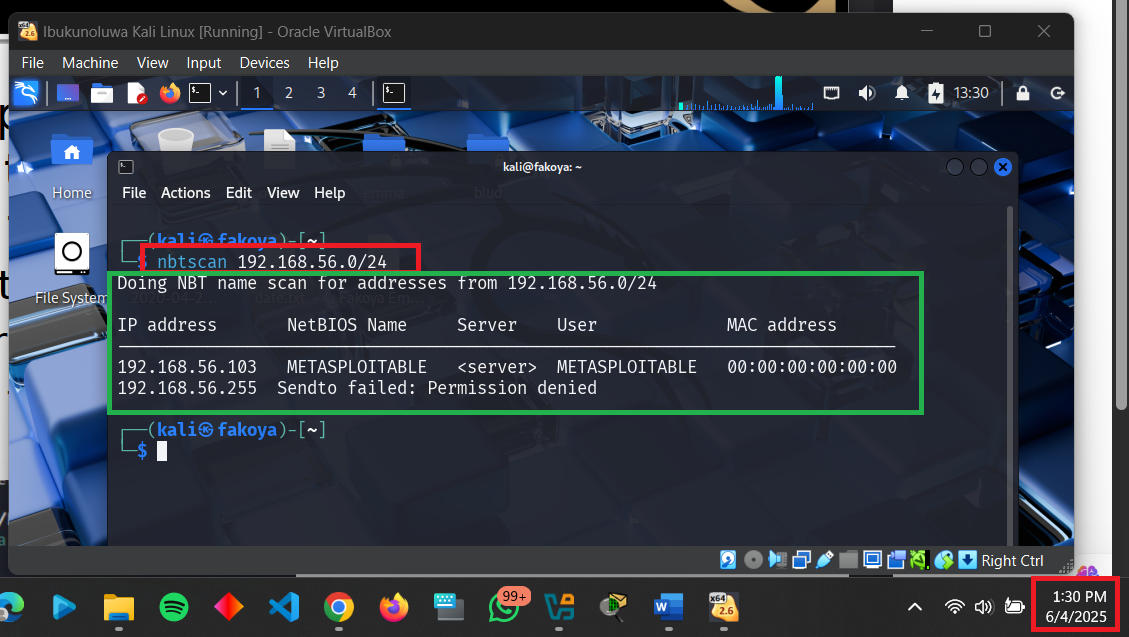 Ibukunoluwa Kali Linux [Running] - Oracle VirtualBox
File Machine View Input Devices Help
1 2 3 4 13:30
kali@fakoya: ~
File Actions Edit View Help
Home
File System
(kali㉿fakoya)-[~]
$ nbtscan 192.168.56.0/24
Doing NBT name scan for addresses from 192.168.56.0/24
IP address NetBIOS Name Server User MAC address
192.168.56.103 METASPLOITABLE <server> METASPLOITABLE 00:00:00:00:00:00
192.168.56.255 Sendto failed: Permission denied
(kali㉿fakoya)-[~]
$
Right Ctrl
99+
x64
2.6
1:30 PM
6/4/2025